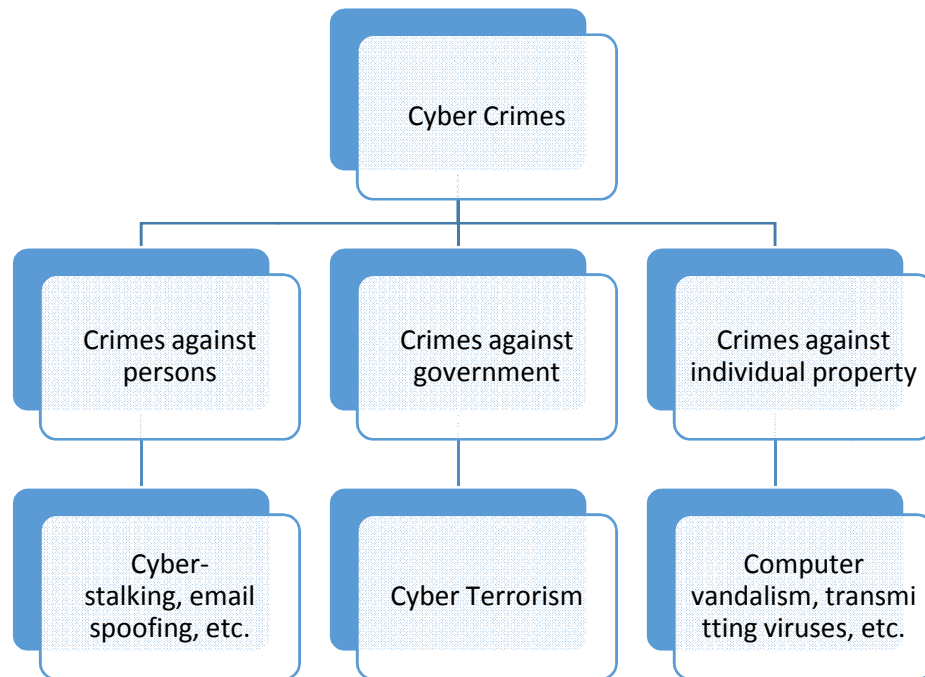 Cyber Crimes
Crimes against
persons
Crimes against
government
Crimes against
individual property
Cyber-
stalking, email
spoofing, etc.
Cyber Terrorism
Computer
vandalism, transmi
tting viruses, etc.